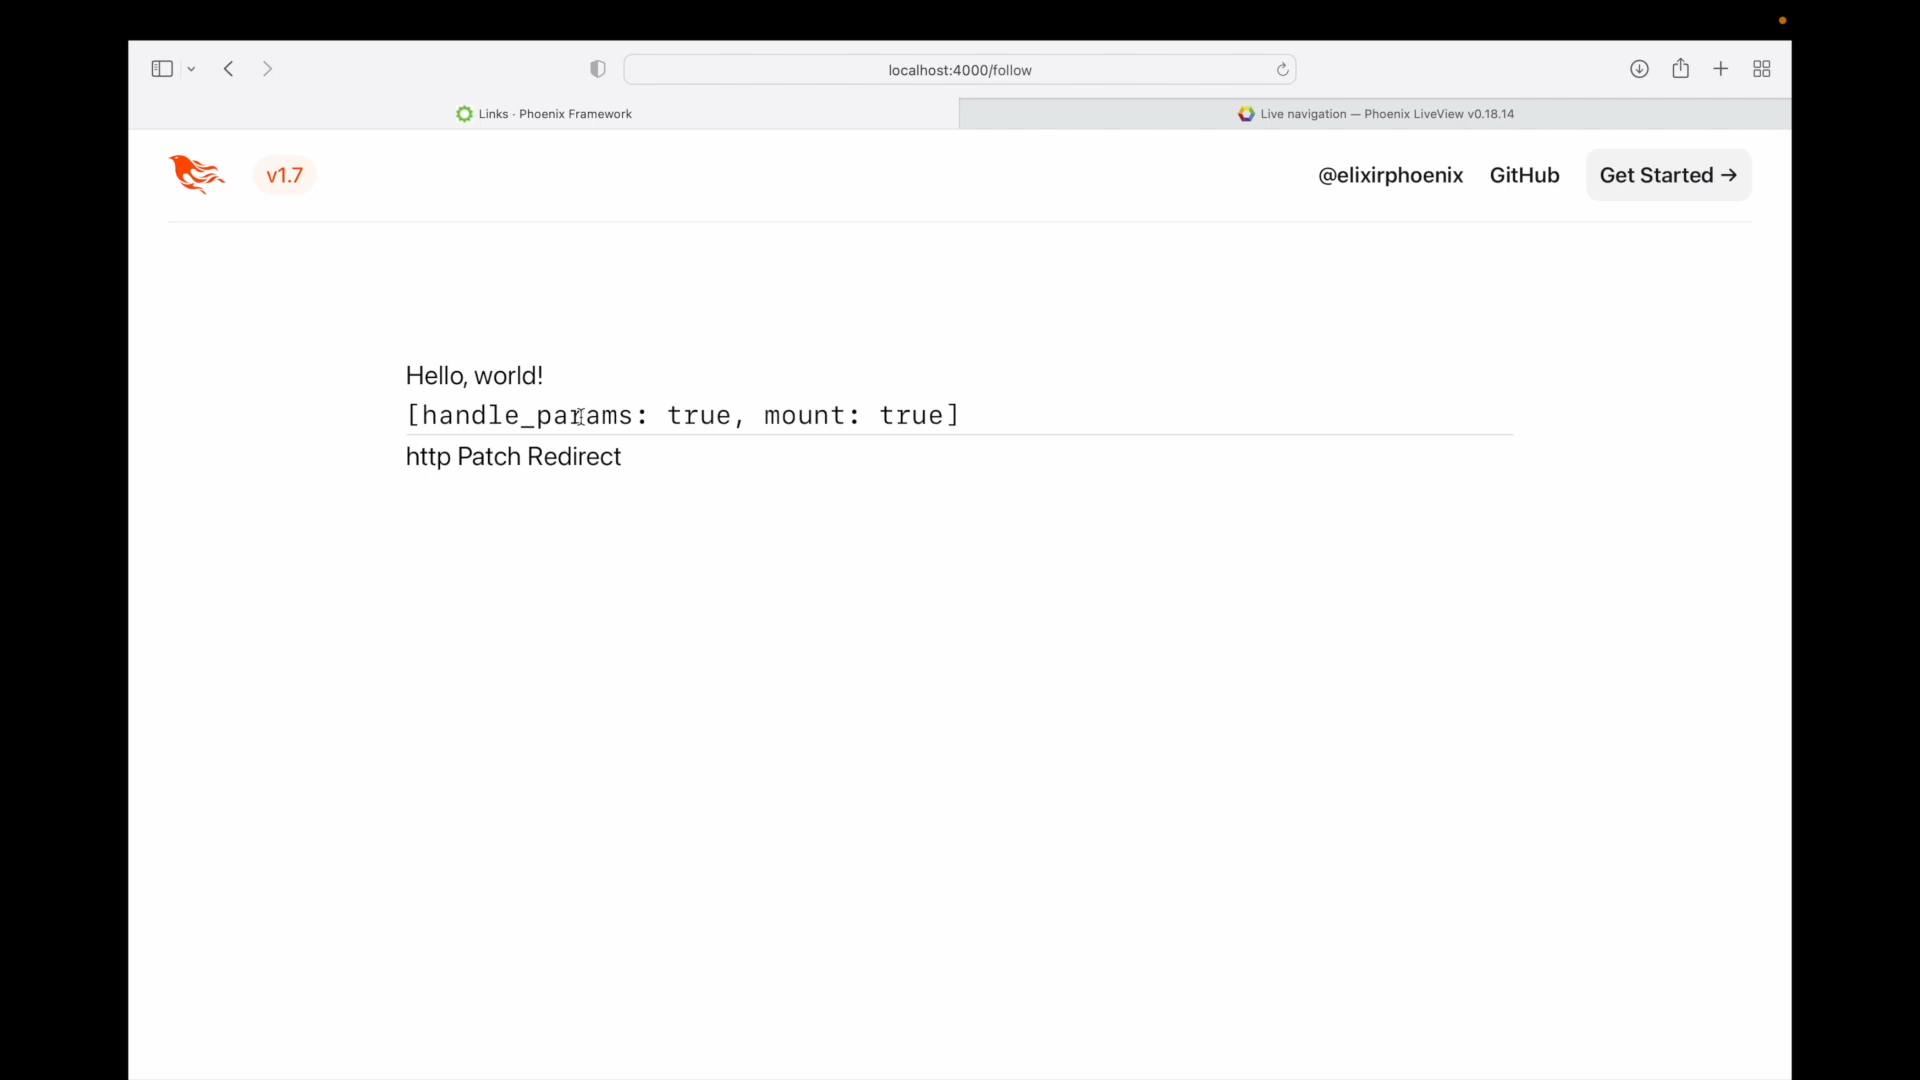 localhost:4000/follow
Links · Phoenix Framework
Live navigation — Phoenix LiveView v0.18.14
v1.7
@elixirphoenix
GitHub
Get Started →
Hello, world!
[handle_params: true, mount: true]
http Patch Redirect